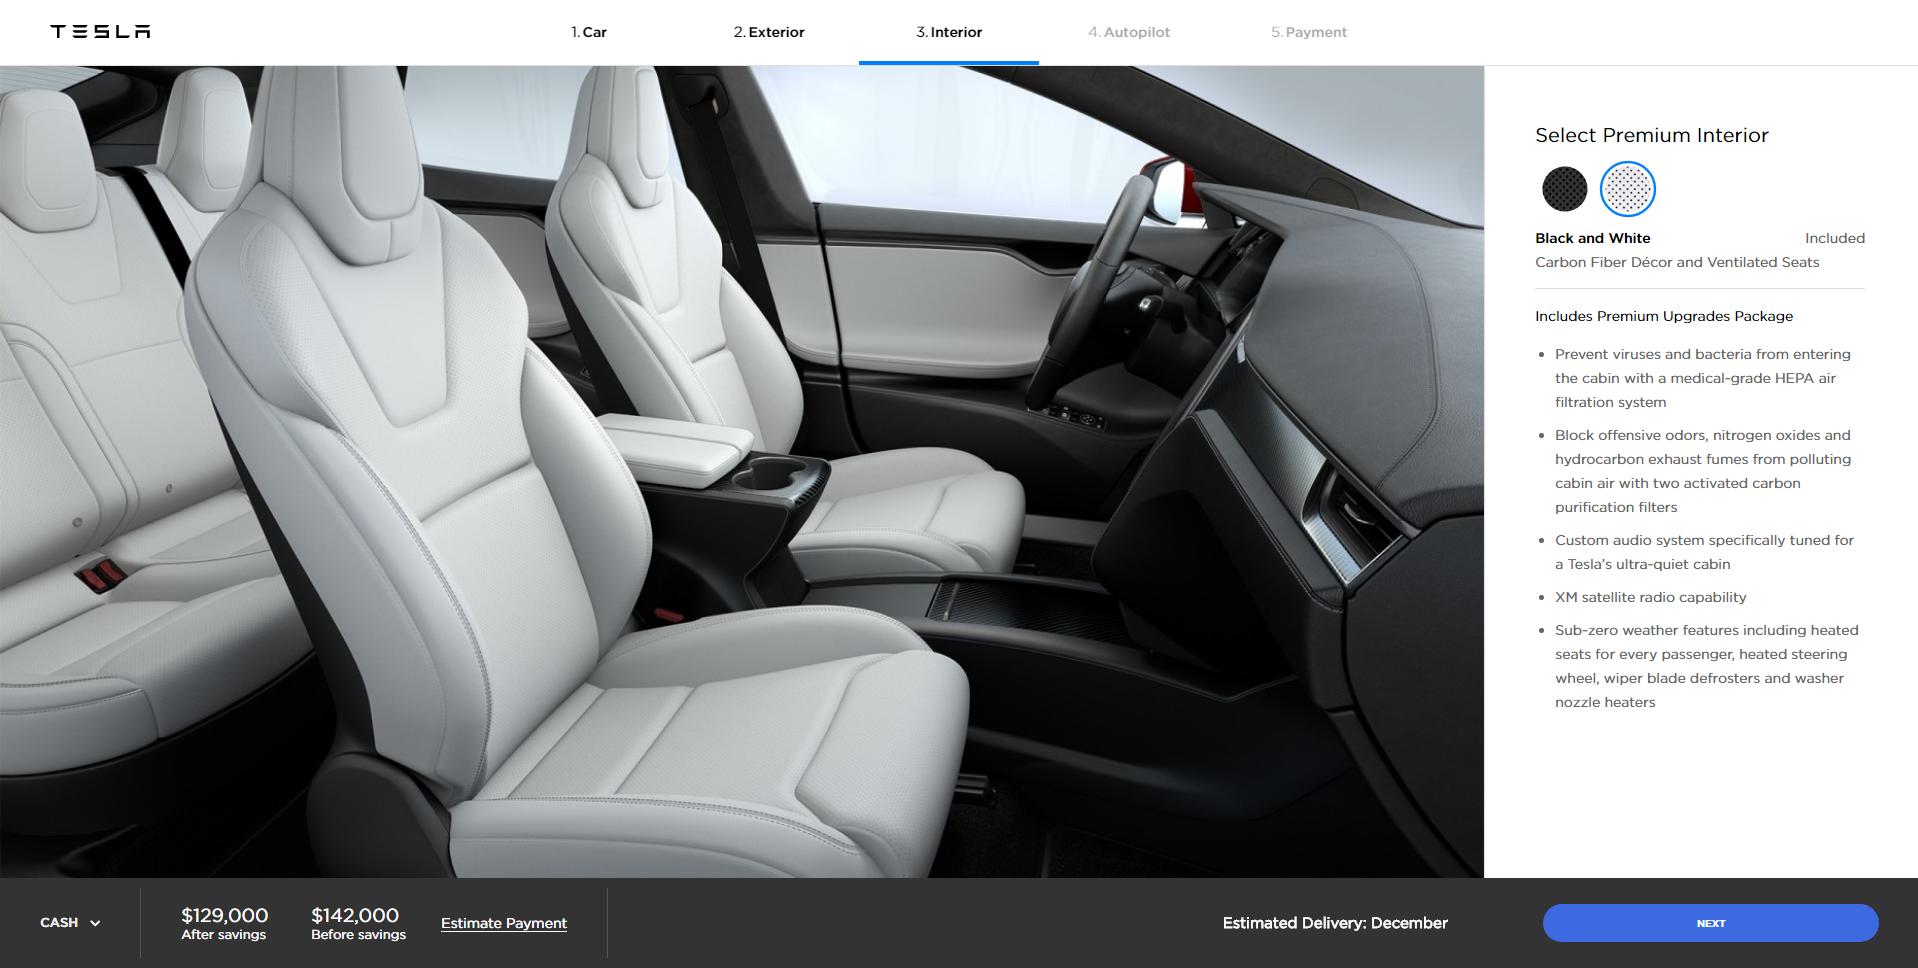 TESLA
1. Car
2. Exterior
3. Interior
4. Autopilot
5. Payment
Select Premium Interior
Black and White
Included
Carbon Fiber Décor and Ventilated Seats
Includes Premium Upgrades Package
Prevent viruses and bacteria from entering
the cabin with a medical-grade HEPA air
filtration system
Block offensive odors, nitrogen oxides and
hydrocarbon exhaust fumes from polluting
cabin air with two activated carbon
purification filters
Custom audio system specifically tuned for
a Tesla’s ultra-quiet cabin
XM satellite radio capability
Sub-zero weather features including heated
seats for every passenger, heated steering
wheel, wiper blade defrosters and washer
nozzle heaters
CASH
$129,000
After savings
$142,000
Before savings
Estimate Payment
Estimated Delivery: December
NEXT